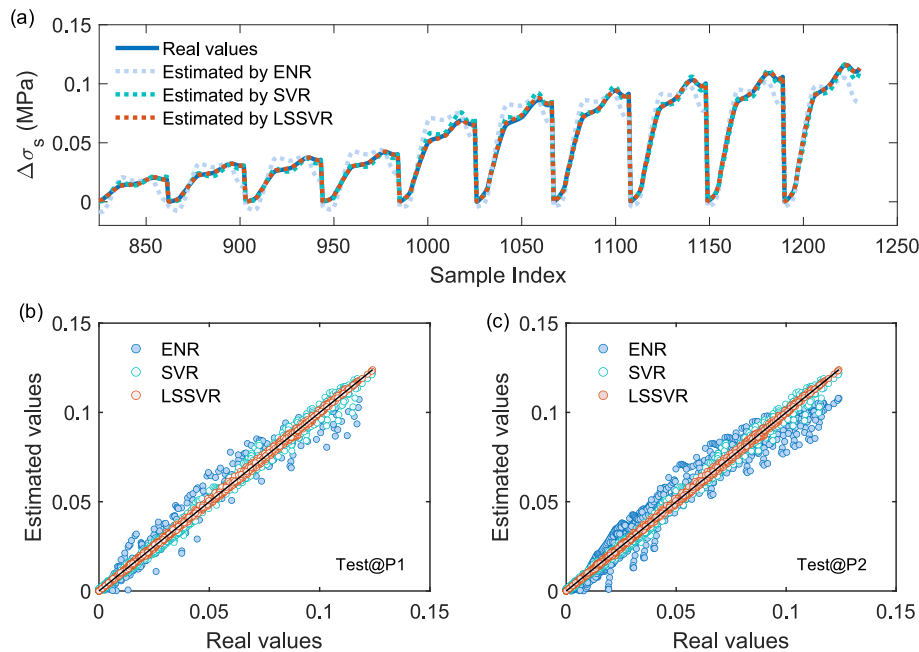 (a)
0.15
0.1
0.05
0
Δσs (MPa)
Real values
Estimated by ENR
Estimated by SVR
Estimated by LSSVR
850 900 950 1000 1050 1100 1150 1200 1250
Sample Index
(b)
0.15
0.1
0.05
0
Estimated values
ENR
SVR
LSSVR
Test@P1
0 0.05 0.1 0.15
Real values
(c)
0.15
0.1
0.05
0
Estimated values
ENR
SVR
LSSVR
Test@P2
0 0.05 0.1 0.15
Real values